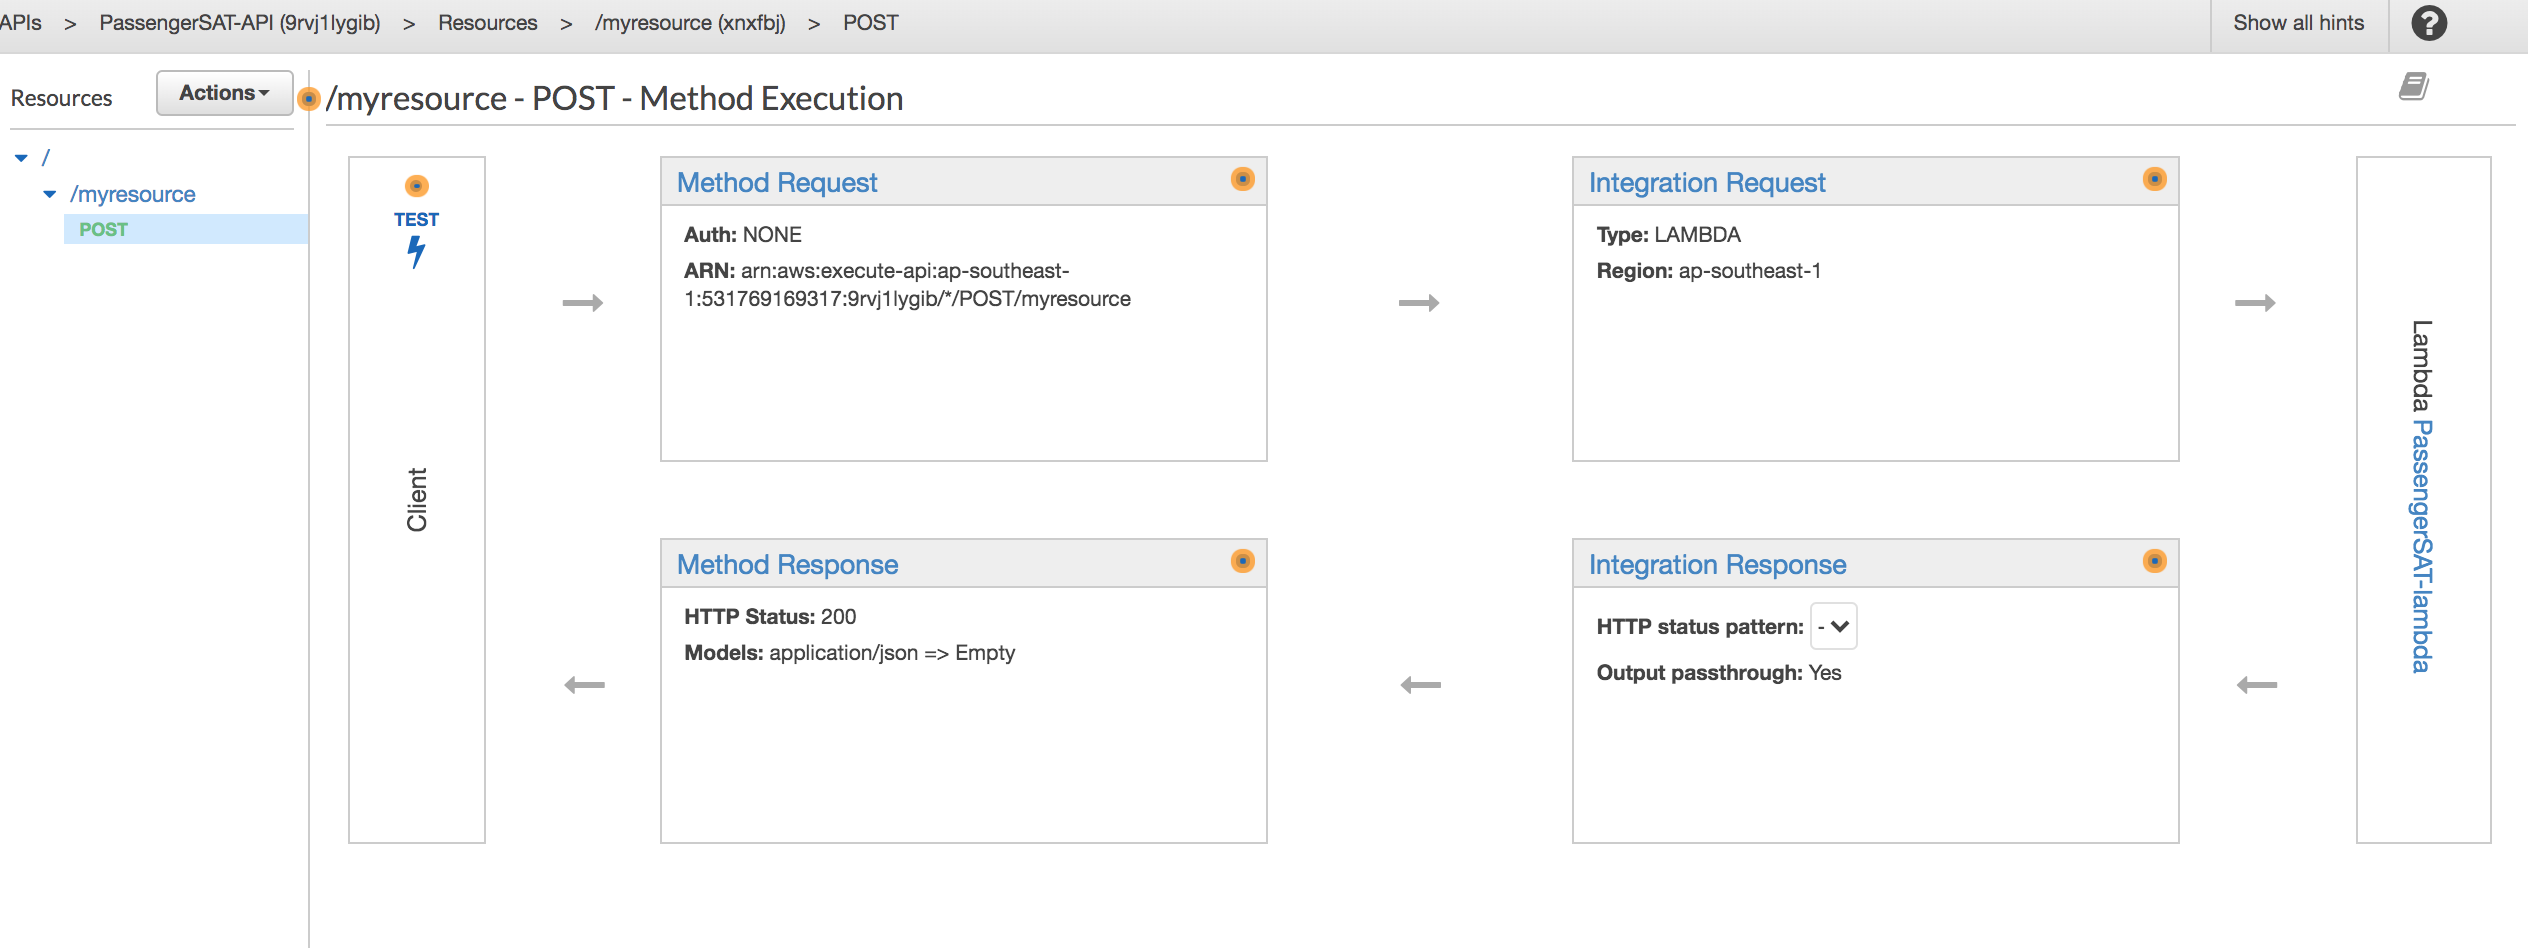 APIs > PassengerSAT-API (9rvj1lygib) > Resources > /myresource (xnxfbj) > POST
Show all hints
?
Resources
Actions
/myresource - POST - Method Execution
/
/myresource
POST
TEST
Client
Method Request
Auth: NONE
ARN: arn:aws:execute-api:ap-southeast-
1:531769169317:9rvj1lygib/*/POST/myresource
Integration Request
Type: LAMBDA
Region: ap-southeast-1
Lambda PassengerSAT-lambda
Method Response
HTTP Status: 200
Models: application/json => Empty
Integration Response
HTTP status pattern: -
Output passthrough: Yes